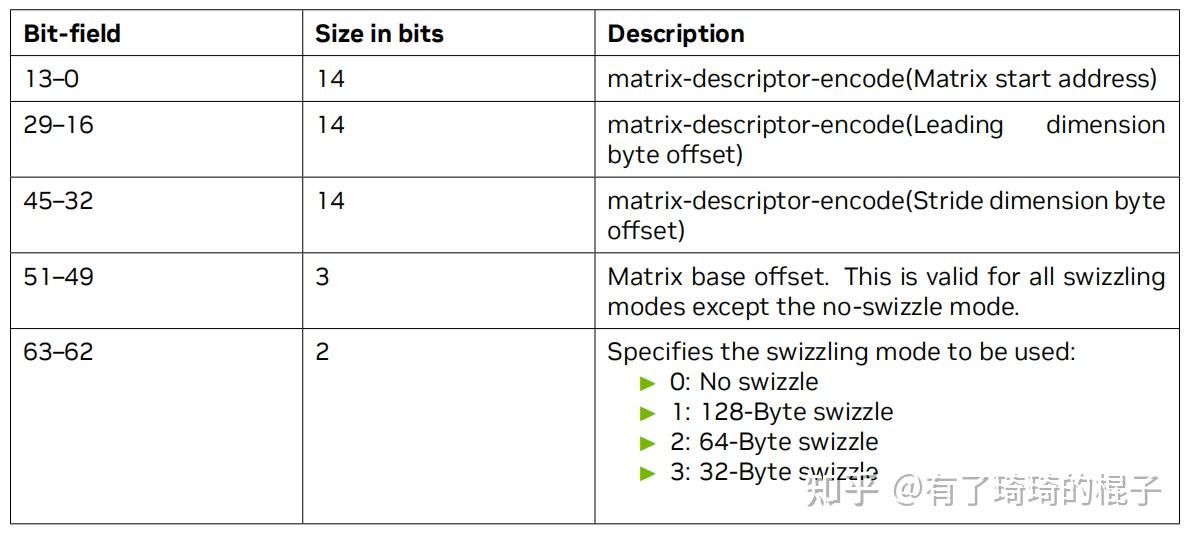 Bit-field Size in bits Description
13–0 14 matrix-descriptor-encode(Matrix start address)
29–16 14 matrix-descriptor-encode(Leading dimension
byte offset)
45–32 14 matrix-descriptor-encode(Stride dimension byte
offset)
51–49 3 Matrix base offset. This is valid for all swizzling
modes except the no-swizzle mode.
63–62 2 Specifies the swizzling mode to be used:
▶ 0: No swizzle
▶ 1: 128-Byte swizzle
▶ 2: 64-Byte swizzle
▶ 3: 32-Byte swizzle
知乎 @有了琦琦的棍子